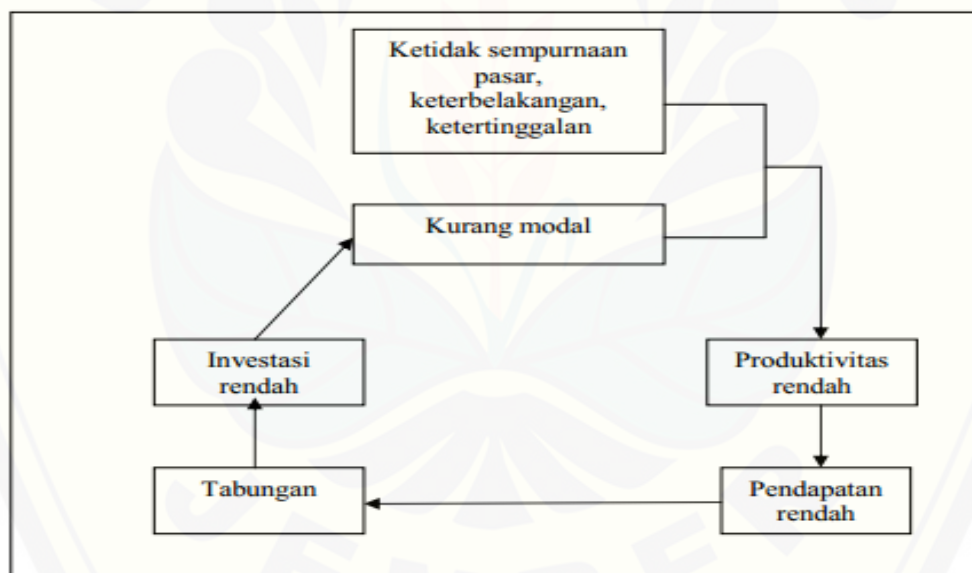 Ketidak sempurnaan
pasar,
keterbelakangan,
ketertinggalan
Kurang modal
Investasi
rendah
Produktivitas
rendah
Tabungan
Pendapatan
rendah